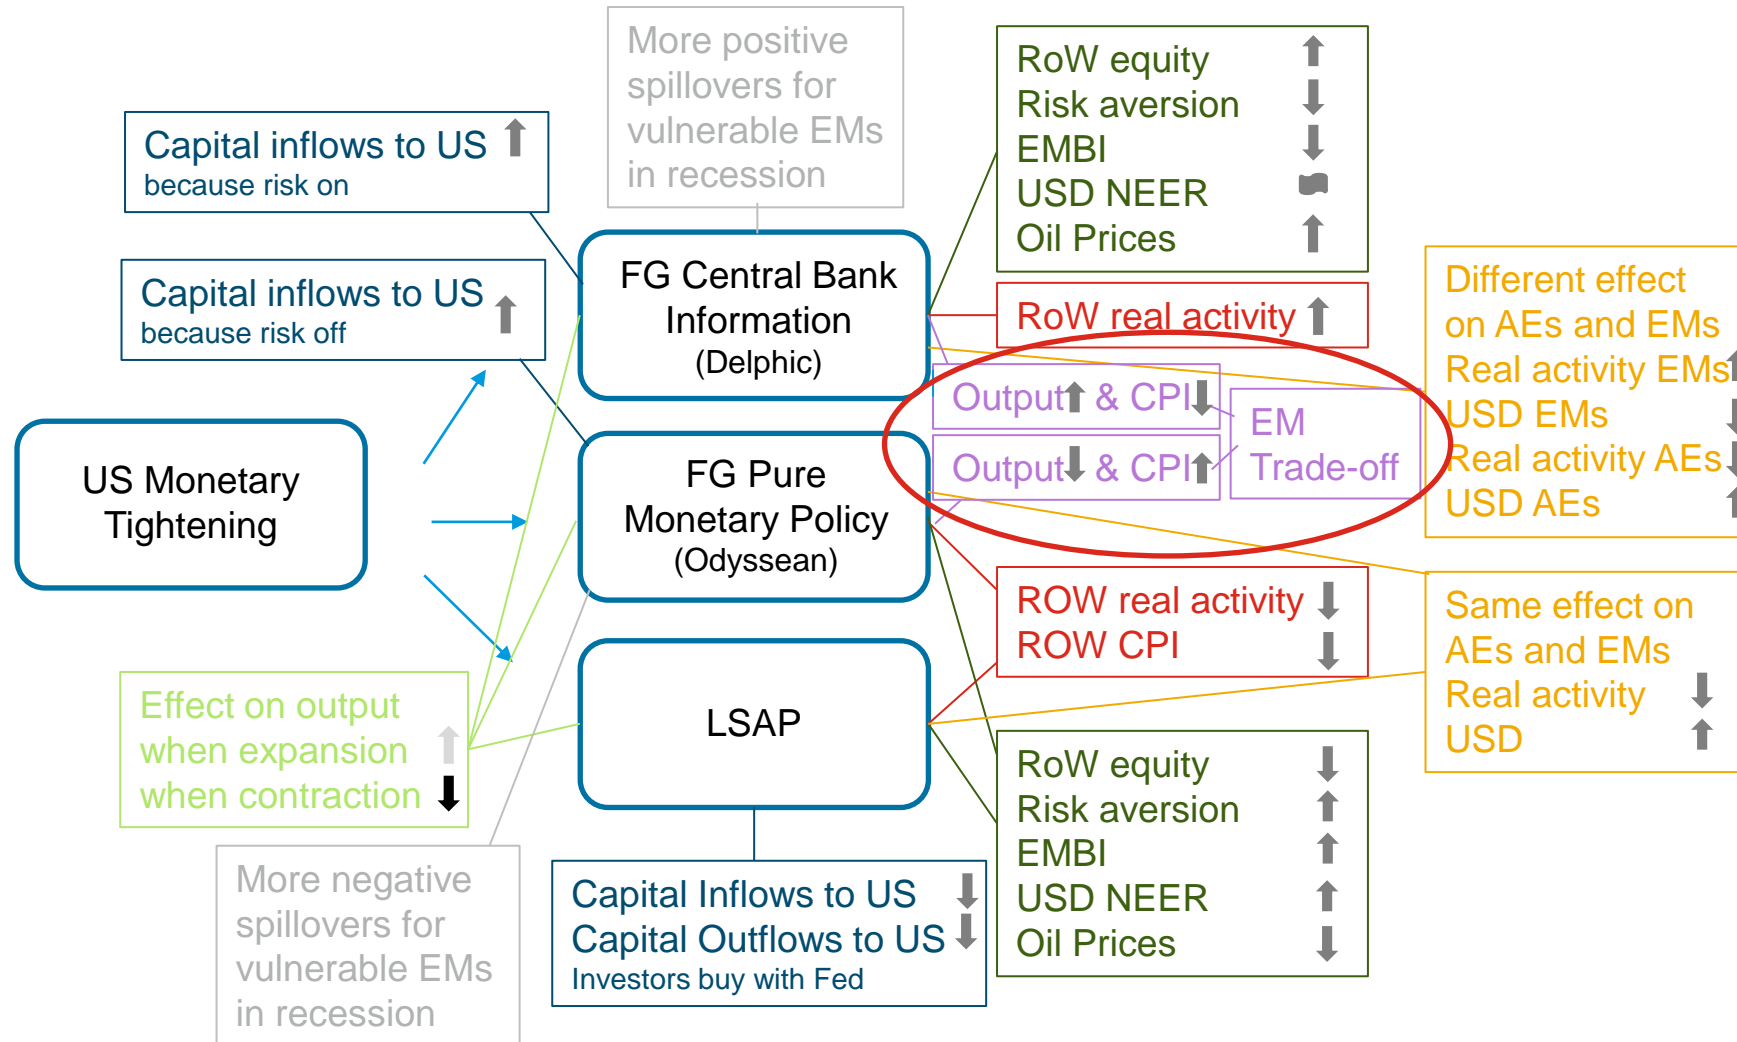 More positive
spillovers for
vulnerable EMs
in recession
RoW equity
Risk aversion
EMBI
USD NEER
Oil Prices
Capital inflows to US
because risk on
FG Central Bank
Information
(Delphic)
Capital inflows to US
because risk off
RoW real activity
Different effect
on AEs and EMs
Real activity EMs
USD EMs
Real activity AEs
USD AEs
Output & CPI
Output & CPI
EM
Trade-off
US Monetary
Tightening
FG Pure
Monetary Policy
(Odyssean)
ROW real activity
ROW CPI
Same effect on
AEs and EMs
Real activity
USD
Effect on output
when expansion
when contraction
LSAP
RoW equity
Risk aversion
EMBI
USD NEER
Oil Prices
More negative
spillovers for
vulnerable EMs
in recession
Capital Inflows to US
Capital Outflows to US
Investors buy with Fed